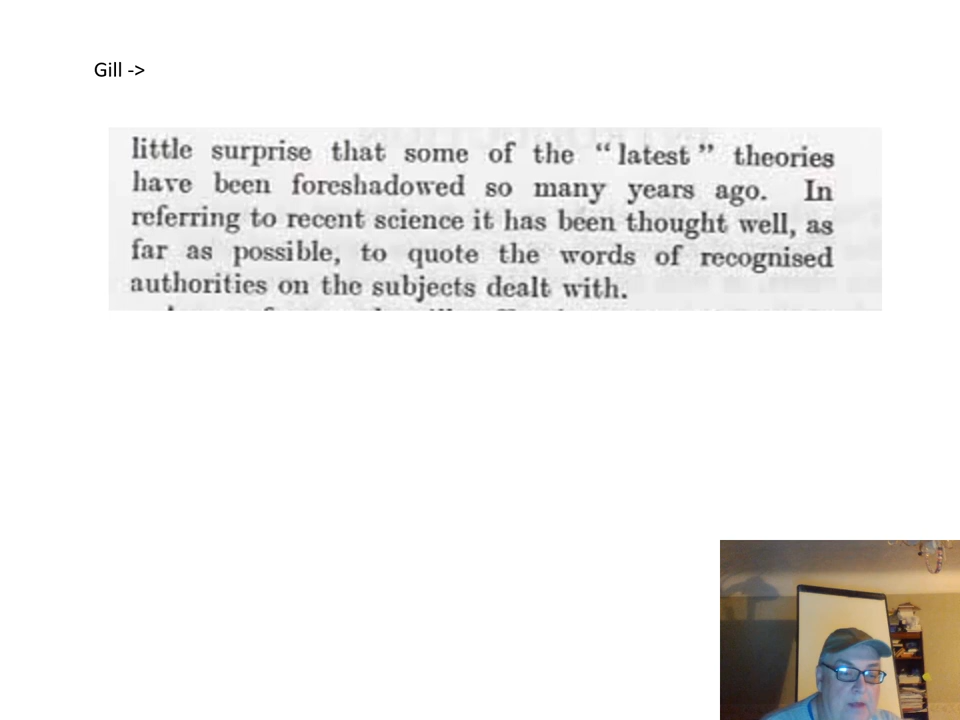 Gill ->
little surprise that some of the “latest” theories
have been foreshadowed so many years ago. In
referring to recent science it has been thought well, as
far as possible, to quote the words of recognised
authorities on the subjects dealt with.